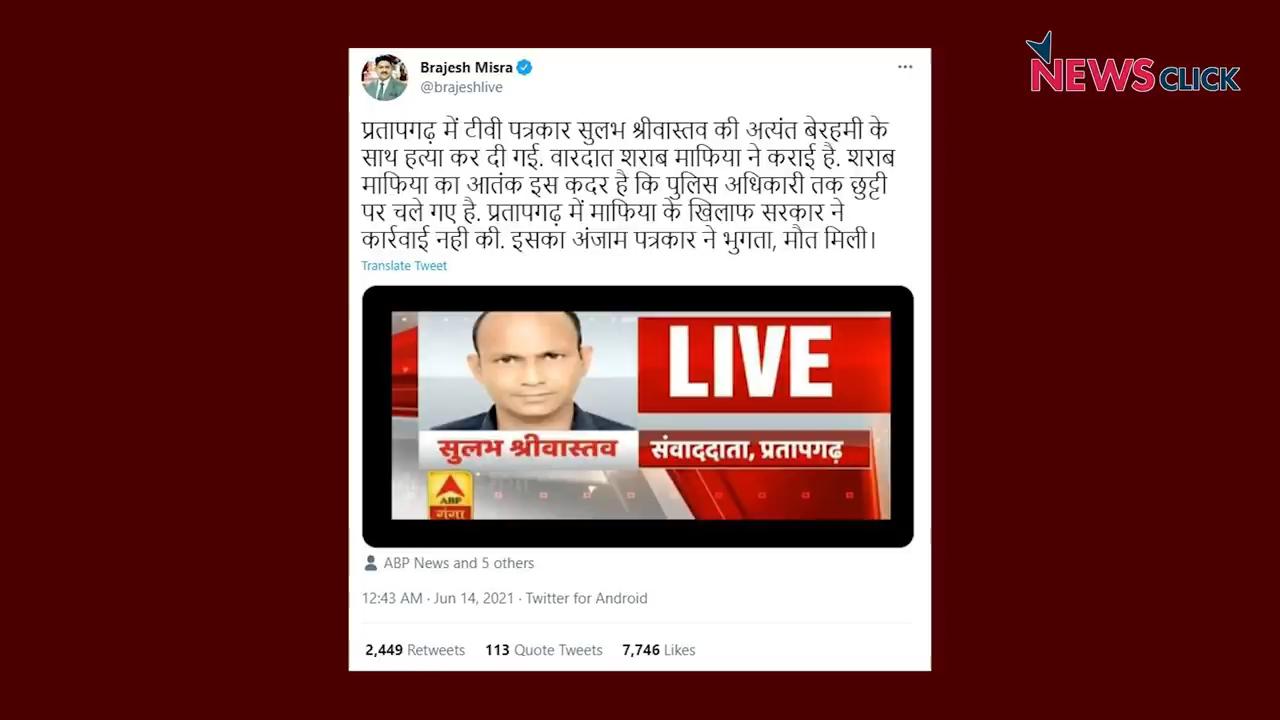 NEWSCLICK
Brajesh Misra
@brajeshlive
प्रतापगढ़ में टीवी पत्रकार सुलभ श्रीवास्तव की अत्यंत बेरहमी के
साथ हत्या कर दी गई. वारदात शराब माफिया ने कराई है. शराब
माफिया का आतंक इस कदर है कि पुलिस अधिकारी तक छुट्टी
पर चले गए है. प्रतापगढ़ में माफिया के खिलाफ सरकार ने
कार्रवाई नही की. इसका अंजाम पत्रकार ने भुगता, मौत मिली।
Translate Tweet
LIVE
सुलभ श्रीवास्तव
संवाददाता, प्रतापगढ़
ABP
गंगा
ABP News and 5 others
12:43 AM · Jun 14, 2021 · Twitter for Android
2,449 Retweets 113 Quote Tweets 7,746 Likes